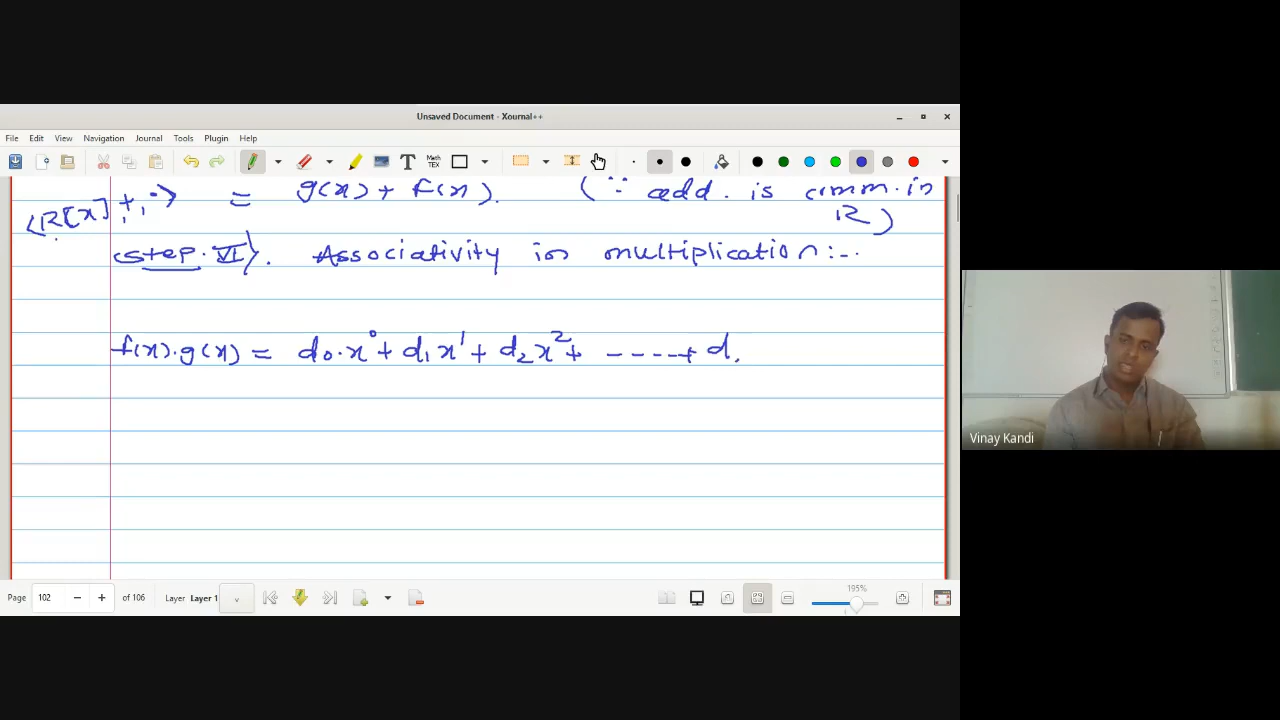 Unsaved Document - Xournal++
File Edit View Navigation Journal Tools Plugin Help
= g(x) + f(x). (∵ add. is comm. in
⟨R[x], +, ·⟩ R)
step. VI⟩. Associativity in multiplication:-
f(x).g(x) = d₀.x⁰ + d₁x¹ + d₂x² + ----+ d.
Vinay Kandi
Page 102 of 106 Layer Layer 1 195%